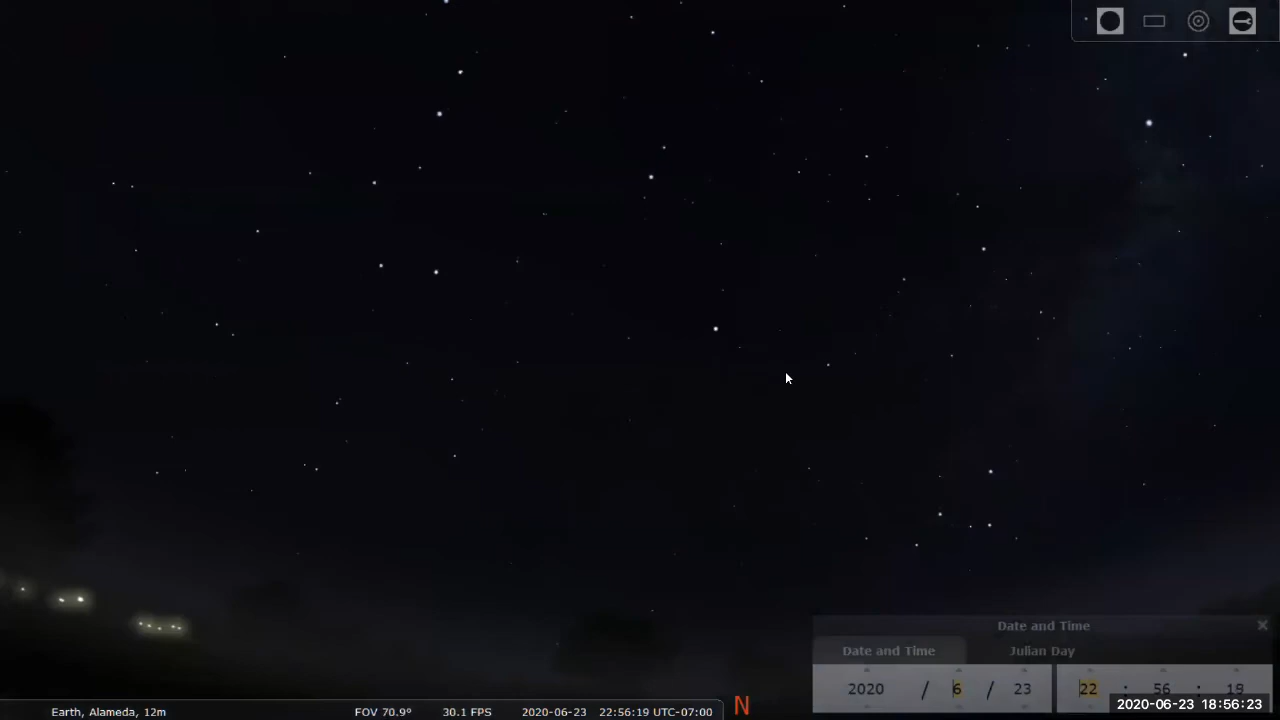 Date and Time
Date and Time Julian Day
2020 / 6 / 23 22 : 56 : 19
2020-06-23 18:56:23
Earth, Alameda, 12m FOV 70.9° 30.1 FPS 2020-06-23 22:56:19 UTC-07:00 N